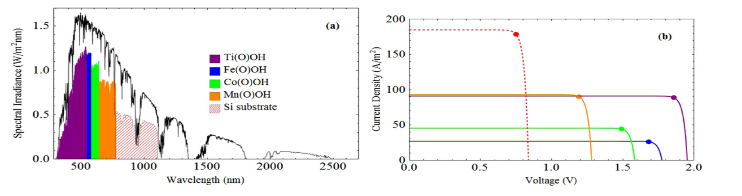 (a)
Spectral Irradiance (W/m²nm)
1.5
1.0
0.5
0.0
Ti(O)OH
Fe(O)OH
Co(O)OH
Mn(O)OH
Si substrate
500 1000 1500 2000 2500
Wavelength (nm)
(b)
Current Density (A/m²)
200
150
100
50
0
0.0 0.5 1.0 1.5 2.0
Voltage (V)